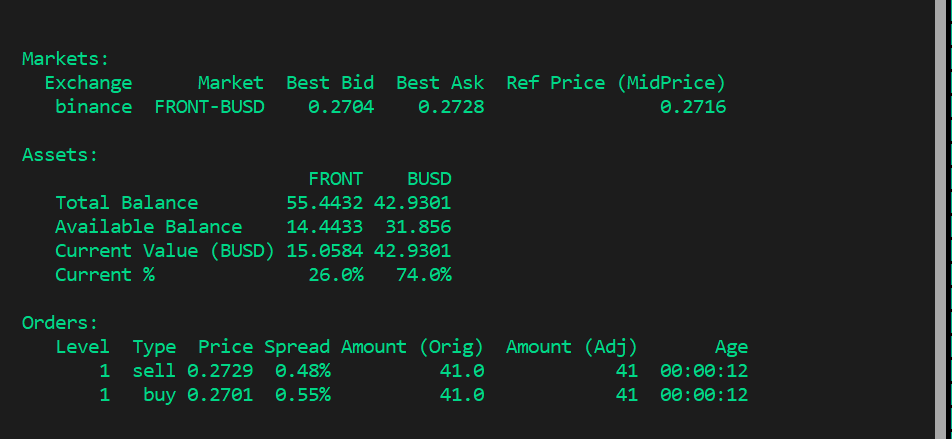 Markets:
Exchange Market Best Bid Best Ask Ref Price (MidPrice)
binance FRONT-BUSD 0.2704 0.2728 0.2716
Assets:
FRONT BUSD
Total Balance 55.4432 42.9301
Available Balance 14.4433 31.856
Current Value (BUSD) 15.0584 42.9301
Current % 26.0% 74.0%
Orders:
Level Type Price Spread Amount (Orig) Amount (Adj) Age
1 sell 0.2729 0.48% 41.0 41 00:00:12
1 buy 0.2701 0.55% 41.0 41 00:00:12